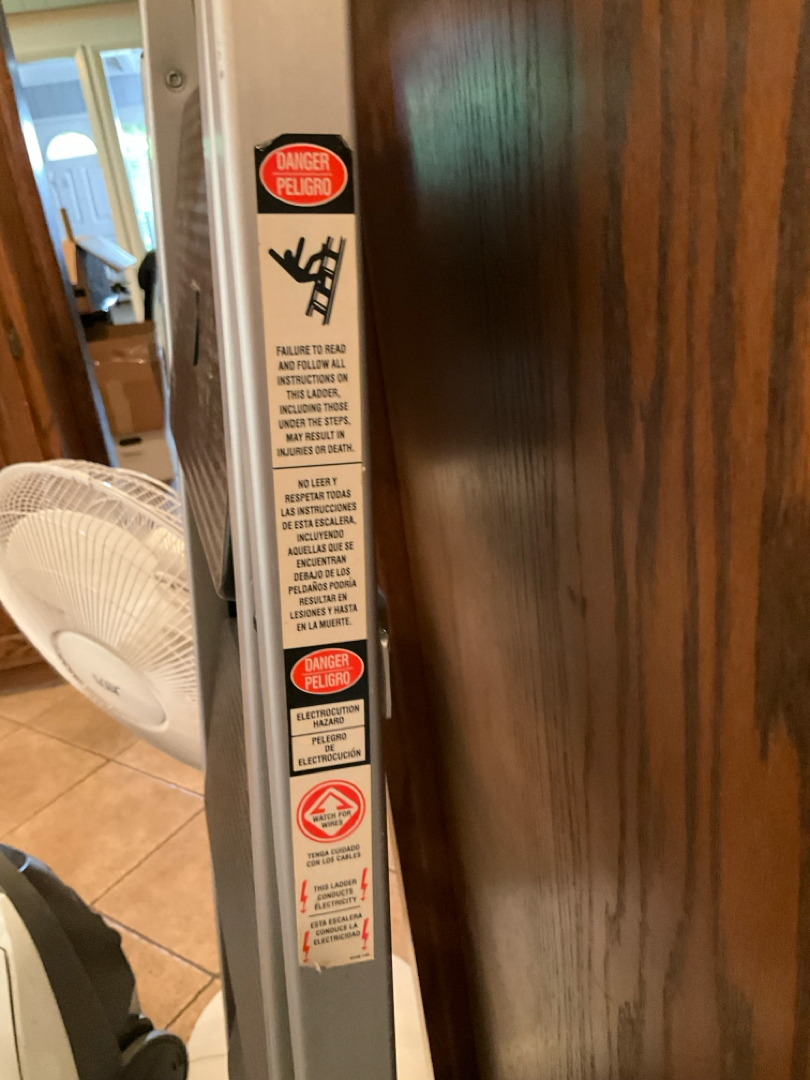 DANGER
PELIGRO
FAILURE TO READ
AND FOLLOW ALL
INSTRUCTIONS ON
THIS LADDER,
INCLUDING THOSE
UNDER THE STEPS,
MAY RESULT IN
INJURIES OR DEATH.
NO LEER Y
RESPETAR TODAS
LAS INSTRUCCIONES
DE ESTA ESCALERA,
INCLUYENDO
AQUELLAS QUE SE
ENCUENTRAN
DEBAJO DE LOS
PELDAÑOS PODRÍA
RESULTAR EN
LESIONES Y HASTA
EN LA MUERTE.
DANGER
PELIGRO
ELECTROCUTION
HAZARD
PELEGRO
DE
ELECTROCUCIÓN
WATCH FOR
WIRES
TENGA CUIDADO
CON LOS CABLES
THIS LADDER
CONDUCTS
ELECTRICITY
ESTA ESCALERA
CONDUCE LA
ELECTRICIDAD